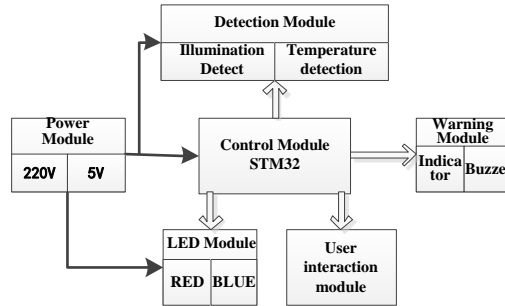 Detection Module
Illumination
Detect
Temperature
detection
Power
Module
220V
5V
Control Module
STM32
Warning
Module
Indica
tor
Buzze
LED Module
RED
BLUE
User
interaction
module